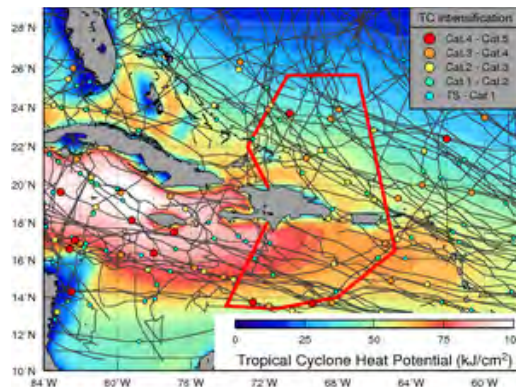 TC intensification
Cat.4 - Cat.5
Cat.3 - Cat.4
Cat.2 - Cat.3
Cat.1 - Cat.2
TS - Cat.1
28°N
26°N
24°N
22°N
20°N
18°N
16°N
14°N
12°N
10°N
84°W 80°W 76°W 72°W 68°W 64°W 60°W
0 25 50 75 100
Tropical Cyclone Heat Potential (kJ/cm²)